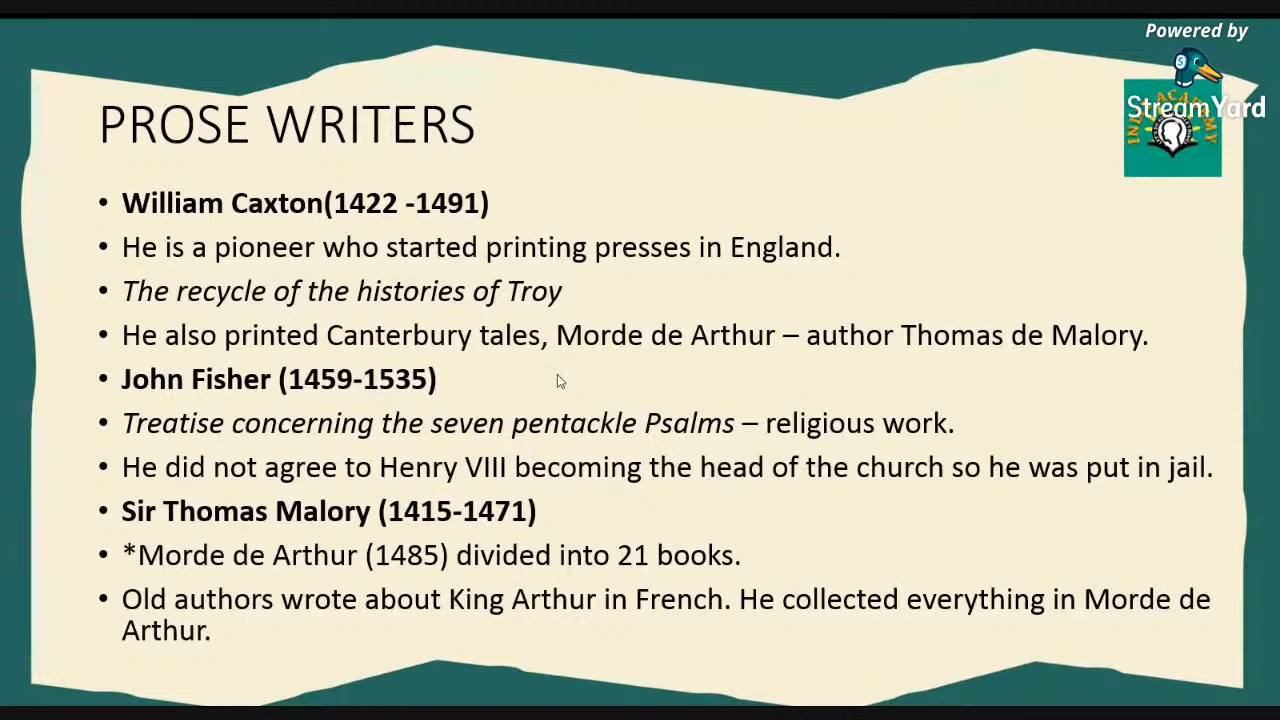 Powered by
StreamYard
INDU ACADEMY
PROSE WRITERS
• William Caxton(1422 -1491)
• He is a pioneer who started printing presses in England.
• The recycle of the histories of Troy
• He also printed Canterbury tales, Morde de Arthur – author Thomas de Malory.
• John Fisher (1459-1535)
• Treatise concerning the seven pentackle Psalms – religious work.
• He did not agree to Henry VIII becoming the head of the church so he was put in jail.
• Sir Thomas Malory (1415-1471)
• *Morde de Arthur (1485) divided into 21 books.
• Old authors wrote about King Arthur in French. He collected everything in Morde de
Arthur.